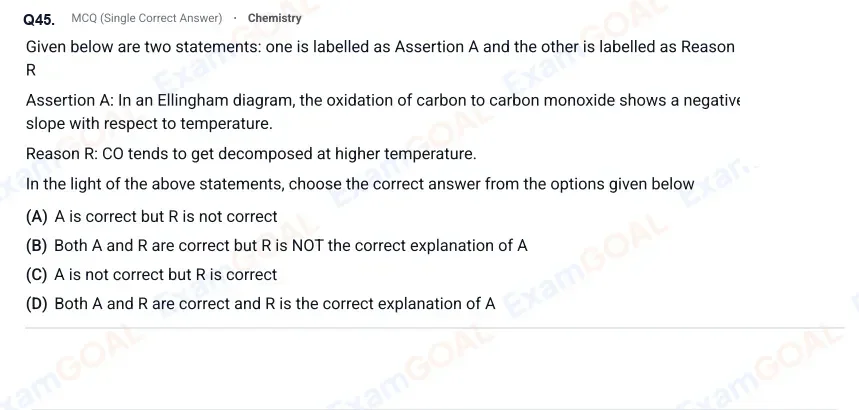 Q45. MCQ (Single Correct Answer) · Chemistry
Given below are two statements: one is labelled as Assertion A and the other is labelled as Reason
R
Assertion A: In an Ellingham diagram, the oxidation of carbon to carbon monoxide shows a negative
slope with respect to temperature.
Reason R: CO tends to get decomposed at higher temperature.
In the light of the above statements, choose the correct answer from the options given below
(A) A is correct but R is not correct
(B) Both A and R are correct but R is NOT the correct explanation of A
(C) A is not correct but R is correct
(D) Both A and R are correct and R is the correct explanation of A
ExamGOAL